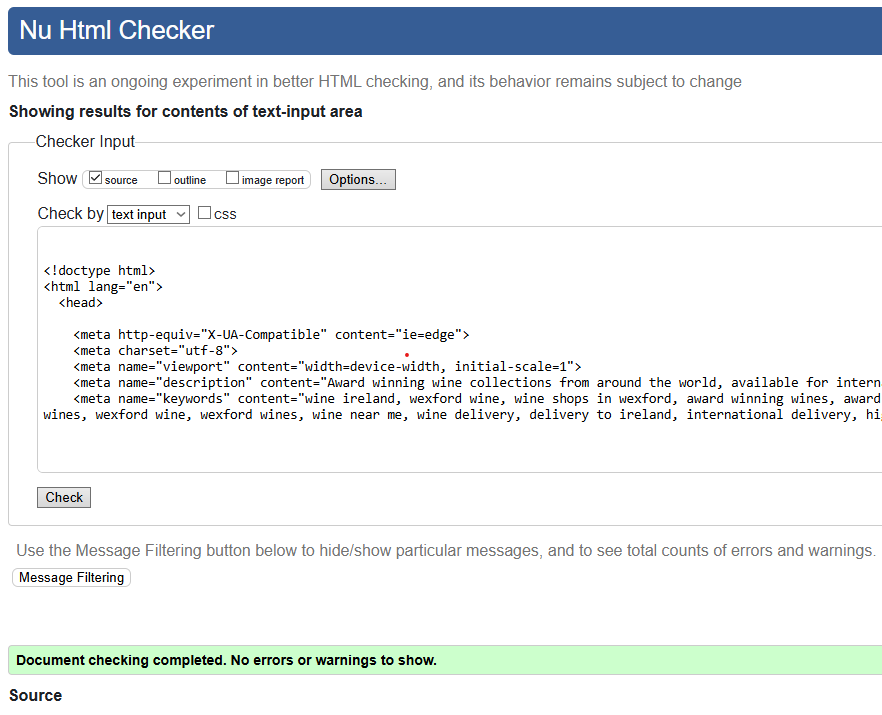 Nu Html Checker
This tool is an ongoing experiment in better HTML checking, and its behavior remains subject to change
Showing results for contents of text-input area
Checker Input
Show source outline image report Options...
Check by text input css
<!doctype html>
<html lang="en">
<head>
<meta http-equiv="X-UA-Compatible" content="ie=edge">
<meta charset="utf-8">
<meta name="viewport" content="width=device-width, initial-scale=1">
<meta name="description" content="Award winning wine collections from around the world, available for intern
<meta name="keywords" content="wine ireland, wexford wine, wine shops in wexford, award winning wines, award
wines, wexford wine, wexford wines, wine near me, wine delivery, delivery to ireland, international delivery, hi
Check
Use the Message Filtering button below to hide/show particular messages, and to see total counts of errors and warnings.
Message Filtering
Document checking completed. No errors or warnings to show.
Source